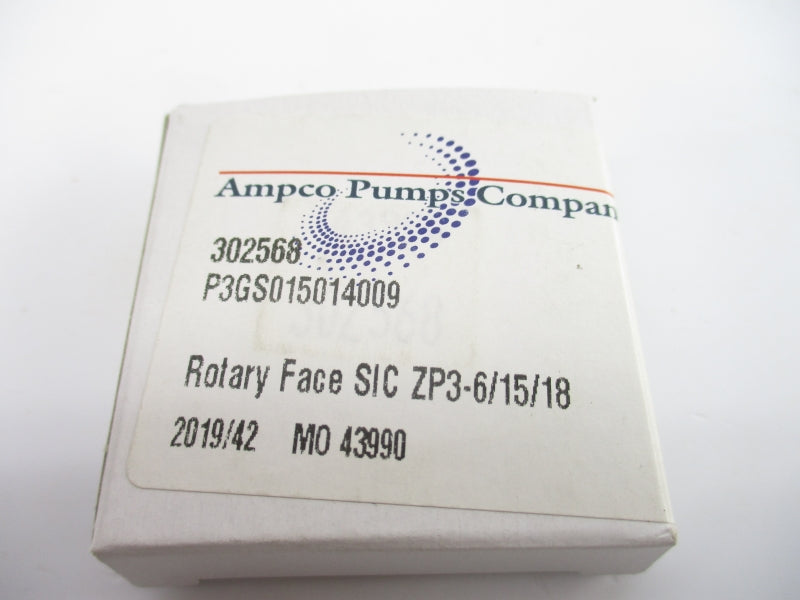 Ampco Pumps Compan
302568
P3GS015014009
Rotary Face SIC ZP3-6/15/18
2019/42 MO 43990